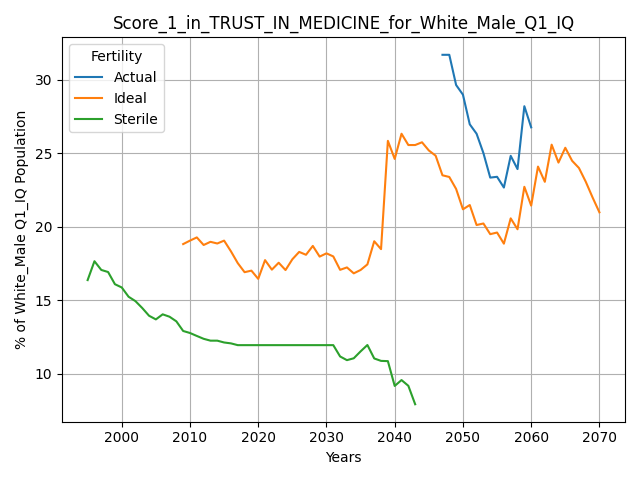 Score_1_in_TRUST_IN_MEDICINE_for_White_Male_Q1_IQ
Fertility
Actual
Ideal
Sterile
% of White_Male Q1_IQ Population
30
25
20
15
10
2000 2010 2020 2030 2040 2050 2060 2070
Years